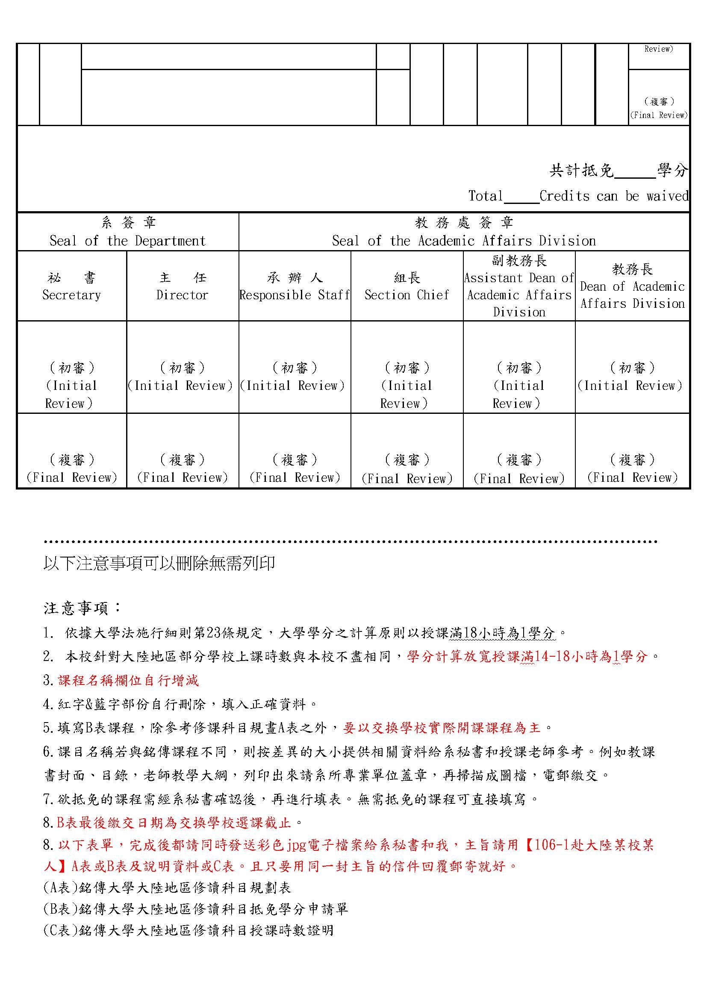 Review)
（複審）
(Final Review)
共計抵免_____學分
Total_____Credits can be waived
系 簽 章
Seal of the Department
教 務 處 簽 章
Seal of the Academic Affairs Division
祕　書
Secretary
主　任
Director
承 辦 人
Responsible Staff
組長
Section Chief
副教務長
Assistant Dean of
Academic Affairs
Division
教務長
Dean of Academic
Affairs Division
（初審）
(Initial
Review)
（初審）
(Initial Review)
（初審）
(Initial Review)
（初審）
(Initial
Review)
（初審）
(Initial
Review)
（初審）
(Initial Review)
（複審）
(Final Review)
（複審）
(Final Review)
（複審）
(Final Review)
（複審）
(Final Review)
（複審）
(Final Review)
（複審）
(Final Review)
以下注意事項可以刪除無需列印
注意事項：
1. 依據大學法施行細則第23條規定，大學學分之計算原則以授課滿18小時為1學分。
2. 本校針對大陸地區部分學校上課時數與本校不盡相同，學分計算放寬授課滿14-18小時為1學分。
3.課程名稱欄位自行增減
4.紅字&藍字部份自行刪除，填入正確資料。
5.填寫B表課程，除參考修課科目規畫A表之外，要以交換學校實際開課課程為主。
6.課目名稱若與銘傳課程不同，則按差異的大小提供相關資料給系秘書和授課老師參考。例如教課
書封面、目錄，老師教學大綱，列印出來請系所專業單位蓋章，再掃描成圖檔，電郵繳交。
7.欲抵免的課程需經系秘書確認後，再進行填表。無需抵免的課程可直接填寫。
8.B表最後繳交日期為交換學校選課截止。
8.以下表單，完成後都請同時發送彩色jpg電子檔案給系秘書和我，主旨請用【106-1赴大陸某校某
人】A表或B表及說明資料或C表。且只要用同一封主旨的信件回覆郵寄就好。
(A表)銘傳大學大陸地區修讀科目規劃表
(B表)銘傳大學大陸地區修讀科目抵免學分申請單
(C表)銘傳大學大陸地區修讀科目授課時數證明